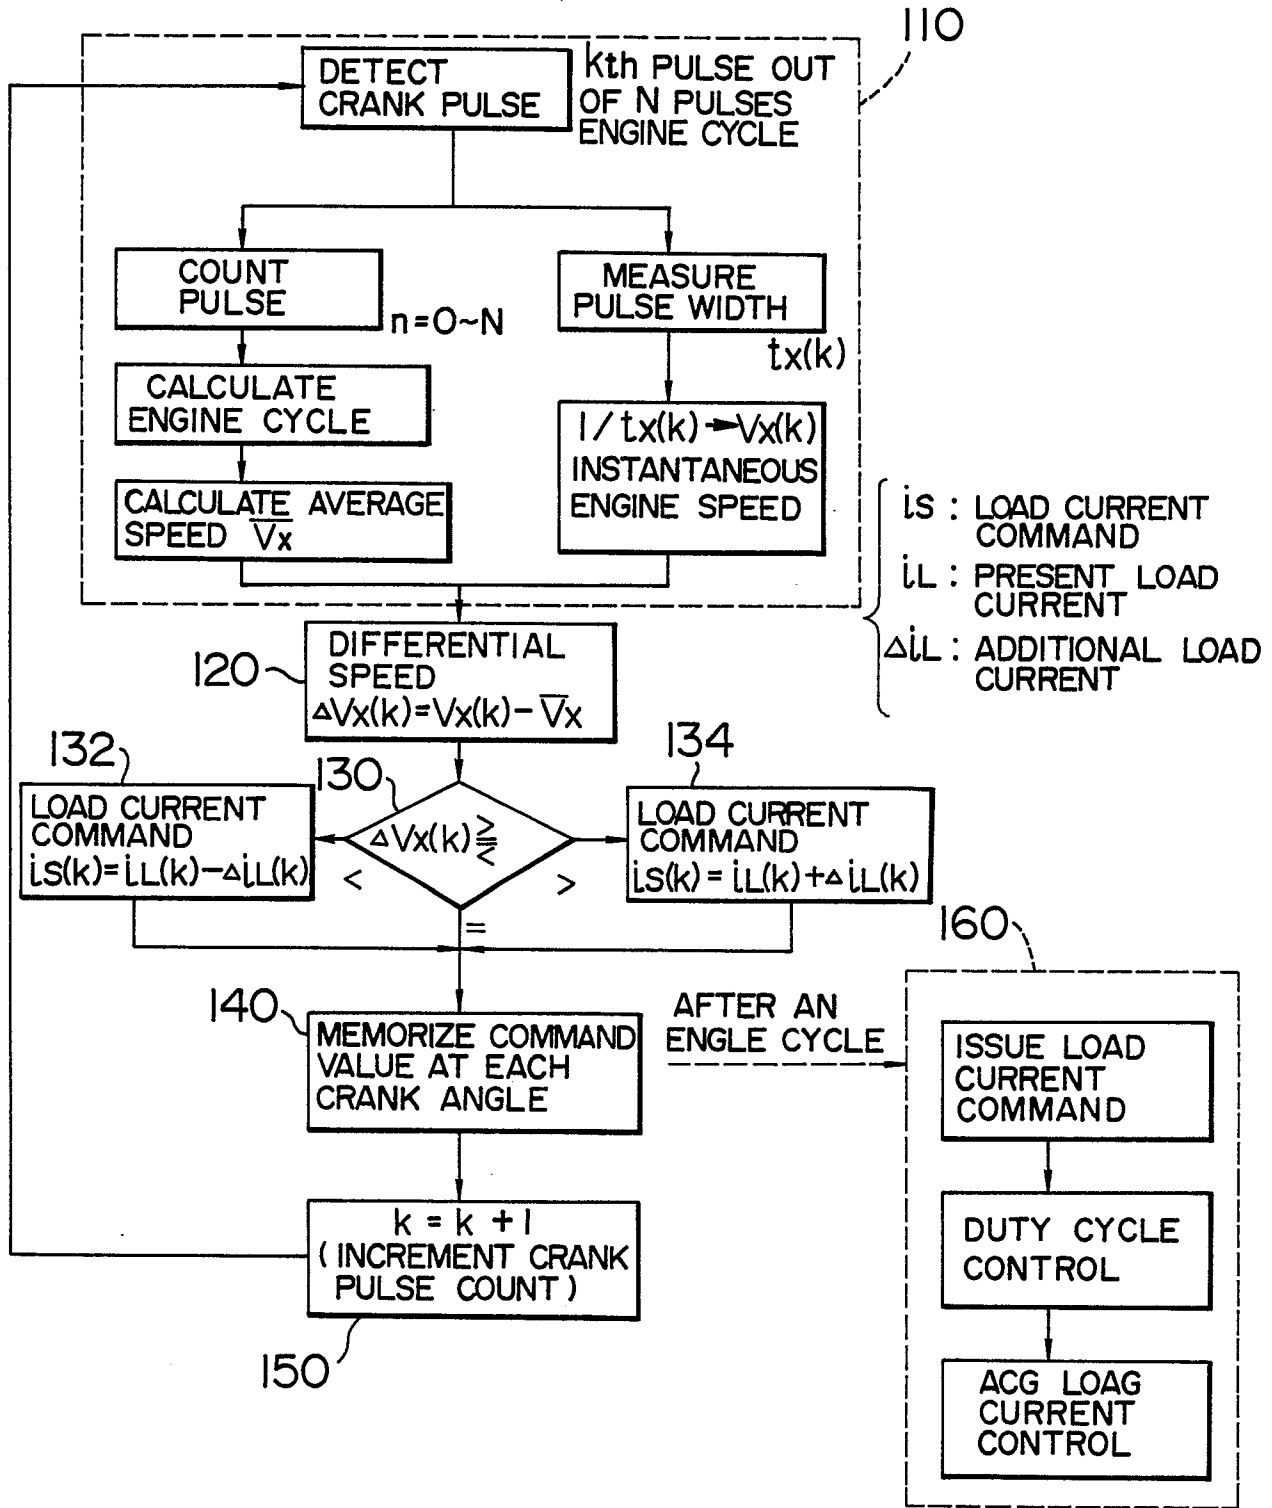 110
DETECT
CRANK PULSE
kth PULSE OUT
OF N PULSES
ENGINE CYCLE
COUNT
PULSE
n=0~N
MEASURE
PULSE WIDTH
tx(k)
CALCULATE
ENGINE CYCLE
1/tx(k)→Vx(k)
INSTANTANEOUS
ENGINE SPEED
CALCULATE AVERAGE
SPEED V̅x
is : LOAD CURRENT
COMMAND
iL : PRESENT LOAD
CURRENT
ΔiL : ADDITIONAL LOAD
CURRENT
120
DIFFERENTIAL
SPEED
ΔVx(k)=Vx(k)-V̅x
132
LOAD CURRENT
COMMAND
is(k)=iL(k)-ΔiL(k)
130
ΔVx(k)⋛
<
>
=
134
LOAD CURRENT
COMMAND
is(k)=iL(k)+ΔiL(k)
140
MEMORIZE COMMAND
VALUE AT EACH
CRANK ANGLE
AFTER AN
ENGLE CYCLE
160
ISSUE LOAD
CURRENT
COMMAND
DUTY CYCLE
CONTROL
ACG LOAG
CURRENT
CONTROL
k = k + 1
(INCREMENT CRANK
PULSE COUNT)
150